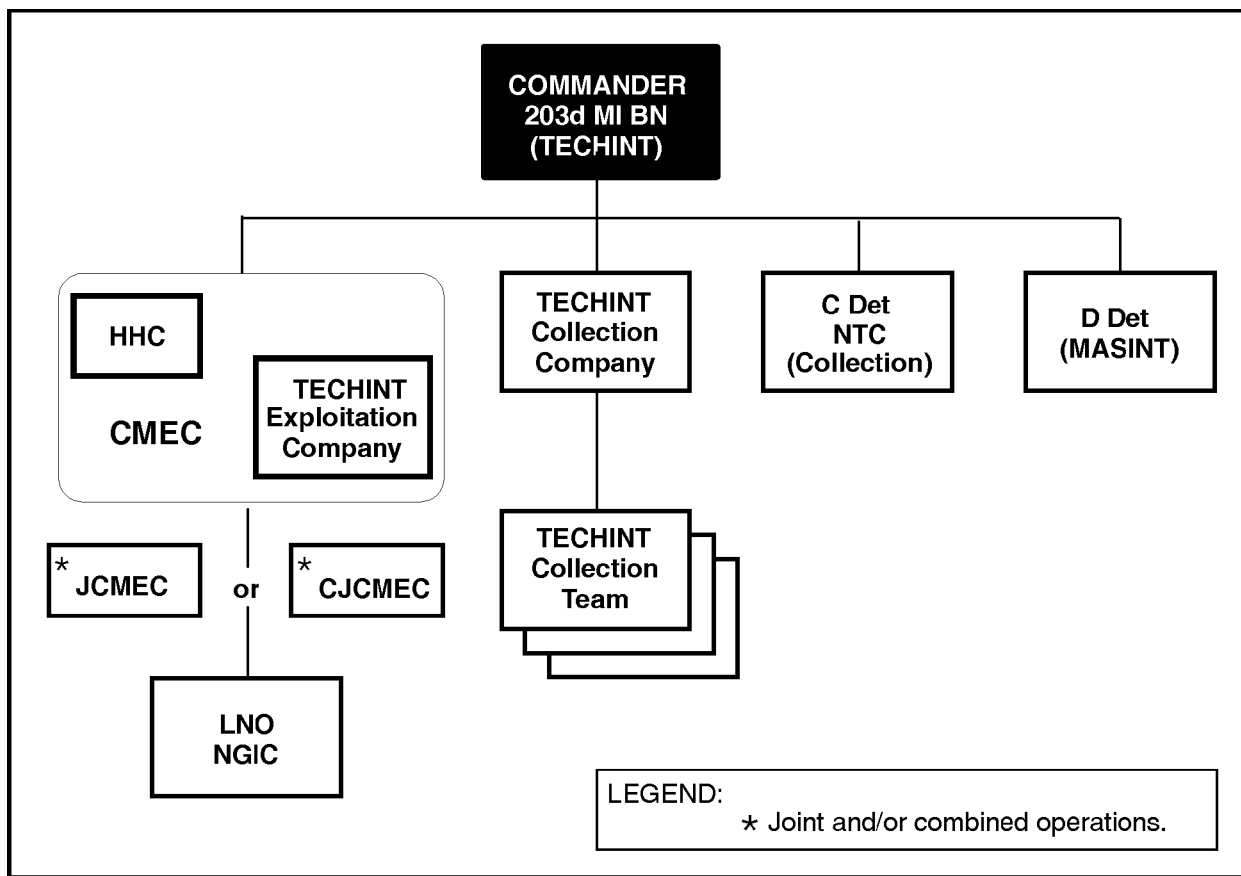 COMMANDER
203d MI BN
(TECHINT)
HHC
TECHINT
Exploitation
Company
CMEC
TECHINT
Collection
Company
C Det
NTC
(Collection)
D Det
(MASINT)
* JCMEC
or
* CJCMEC
TECHINT
Collection
Team
LNO
NGIC
LEGEND:
* Joint and/or combined operations.